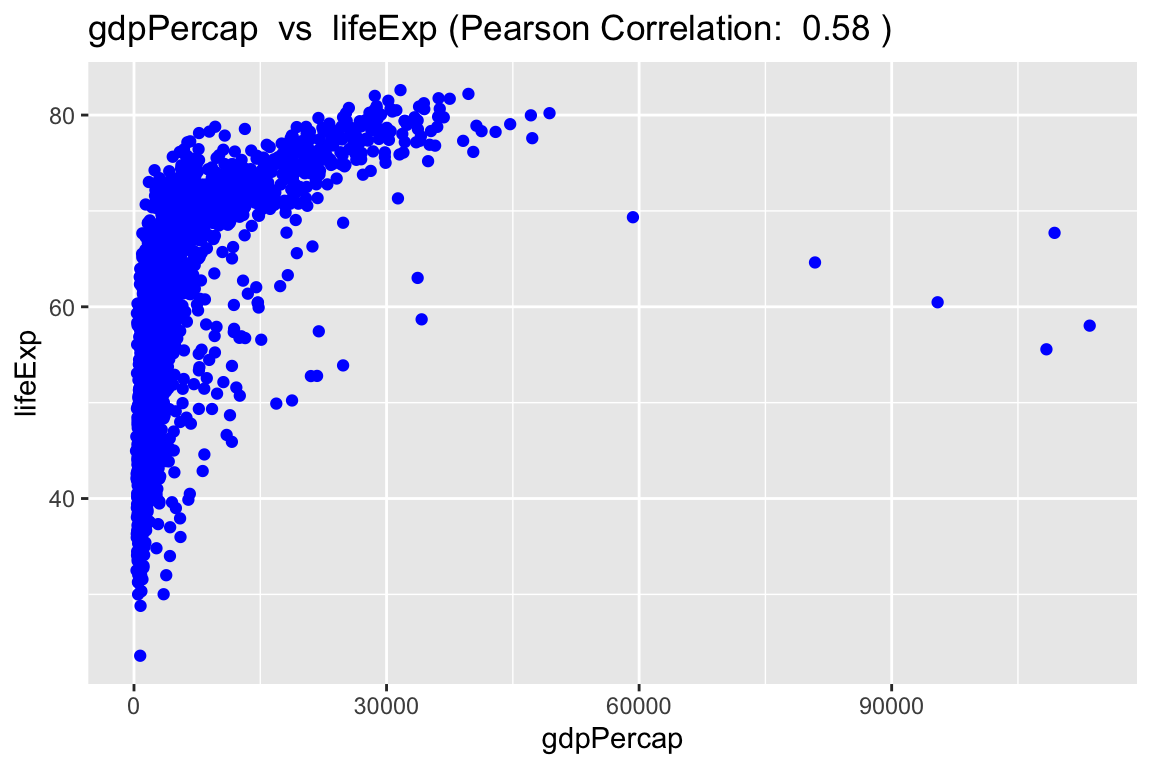 gdpPercap  vs  lifeExp (Pearson Correlation:  0.58 )
80
60
40
lifeExp
0 30000 60000 90000
gdpPercap